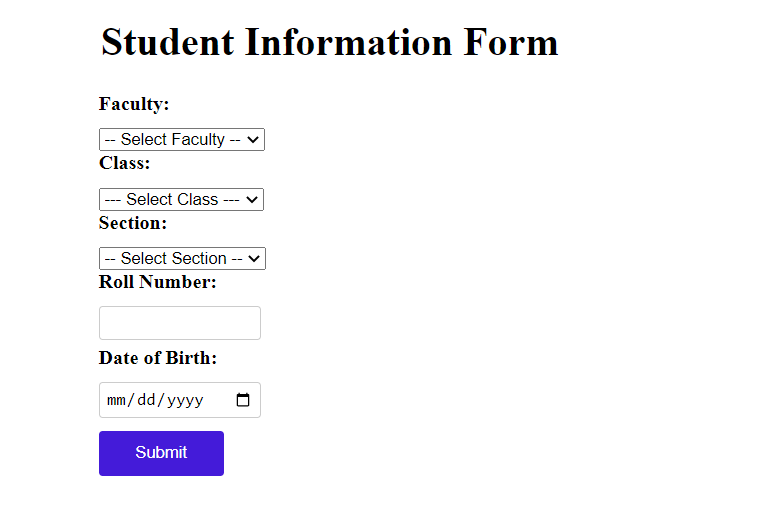 Student Information Form
Faculty:
-- Select Faculty --
Class:
--- Select Class ---
Section:
-- Select Section --
Roll Number:
Date of Birth:
mm/dd/yyyy
Submit